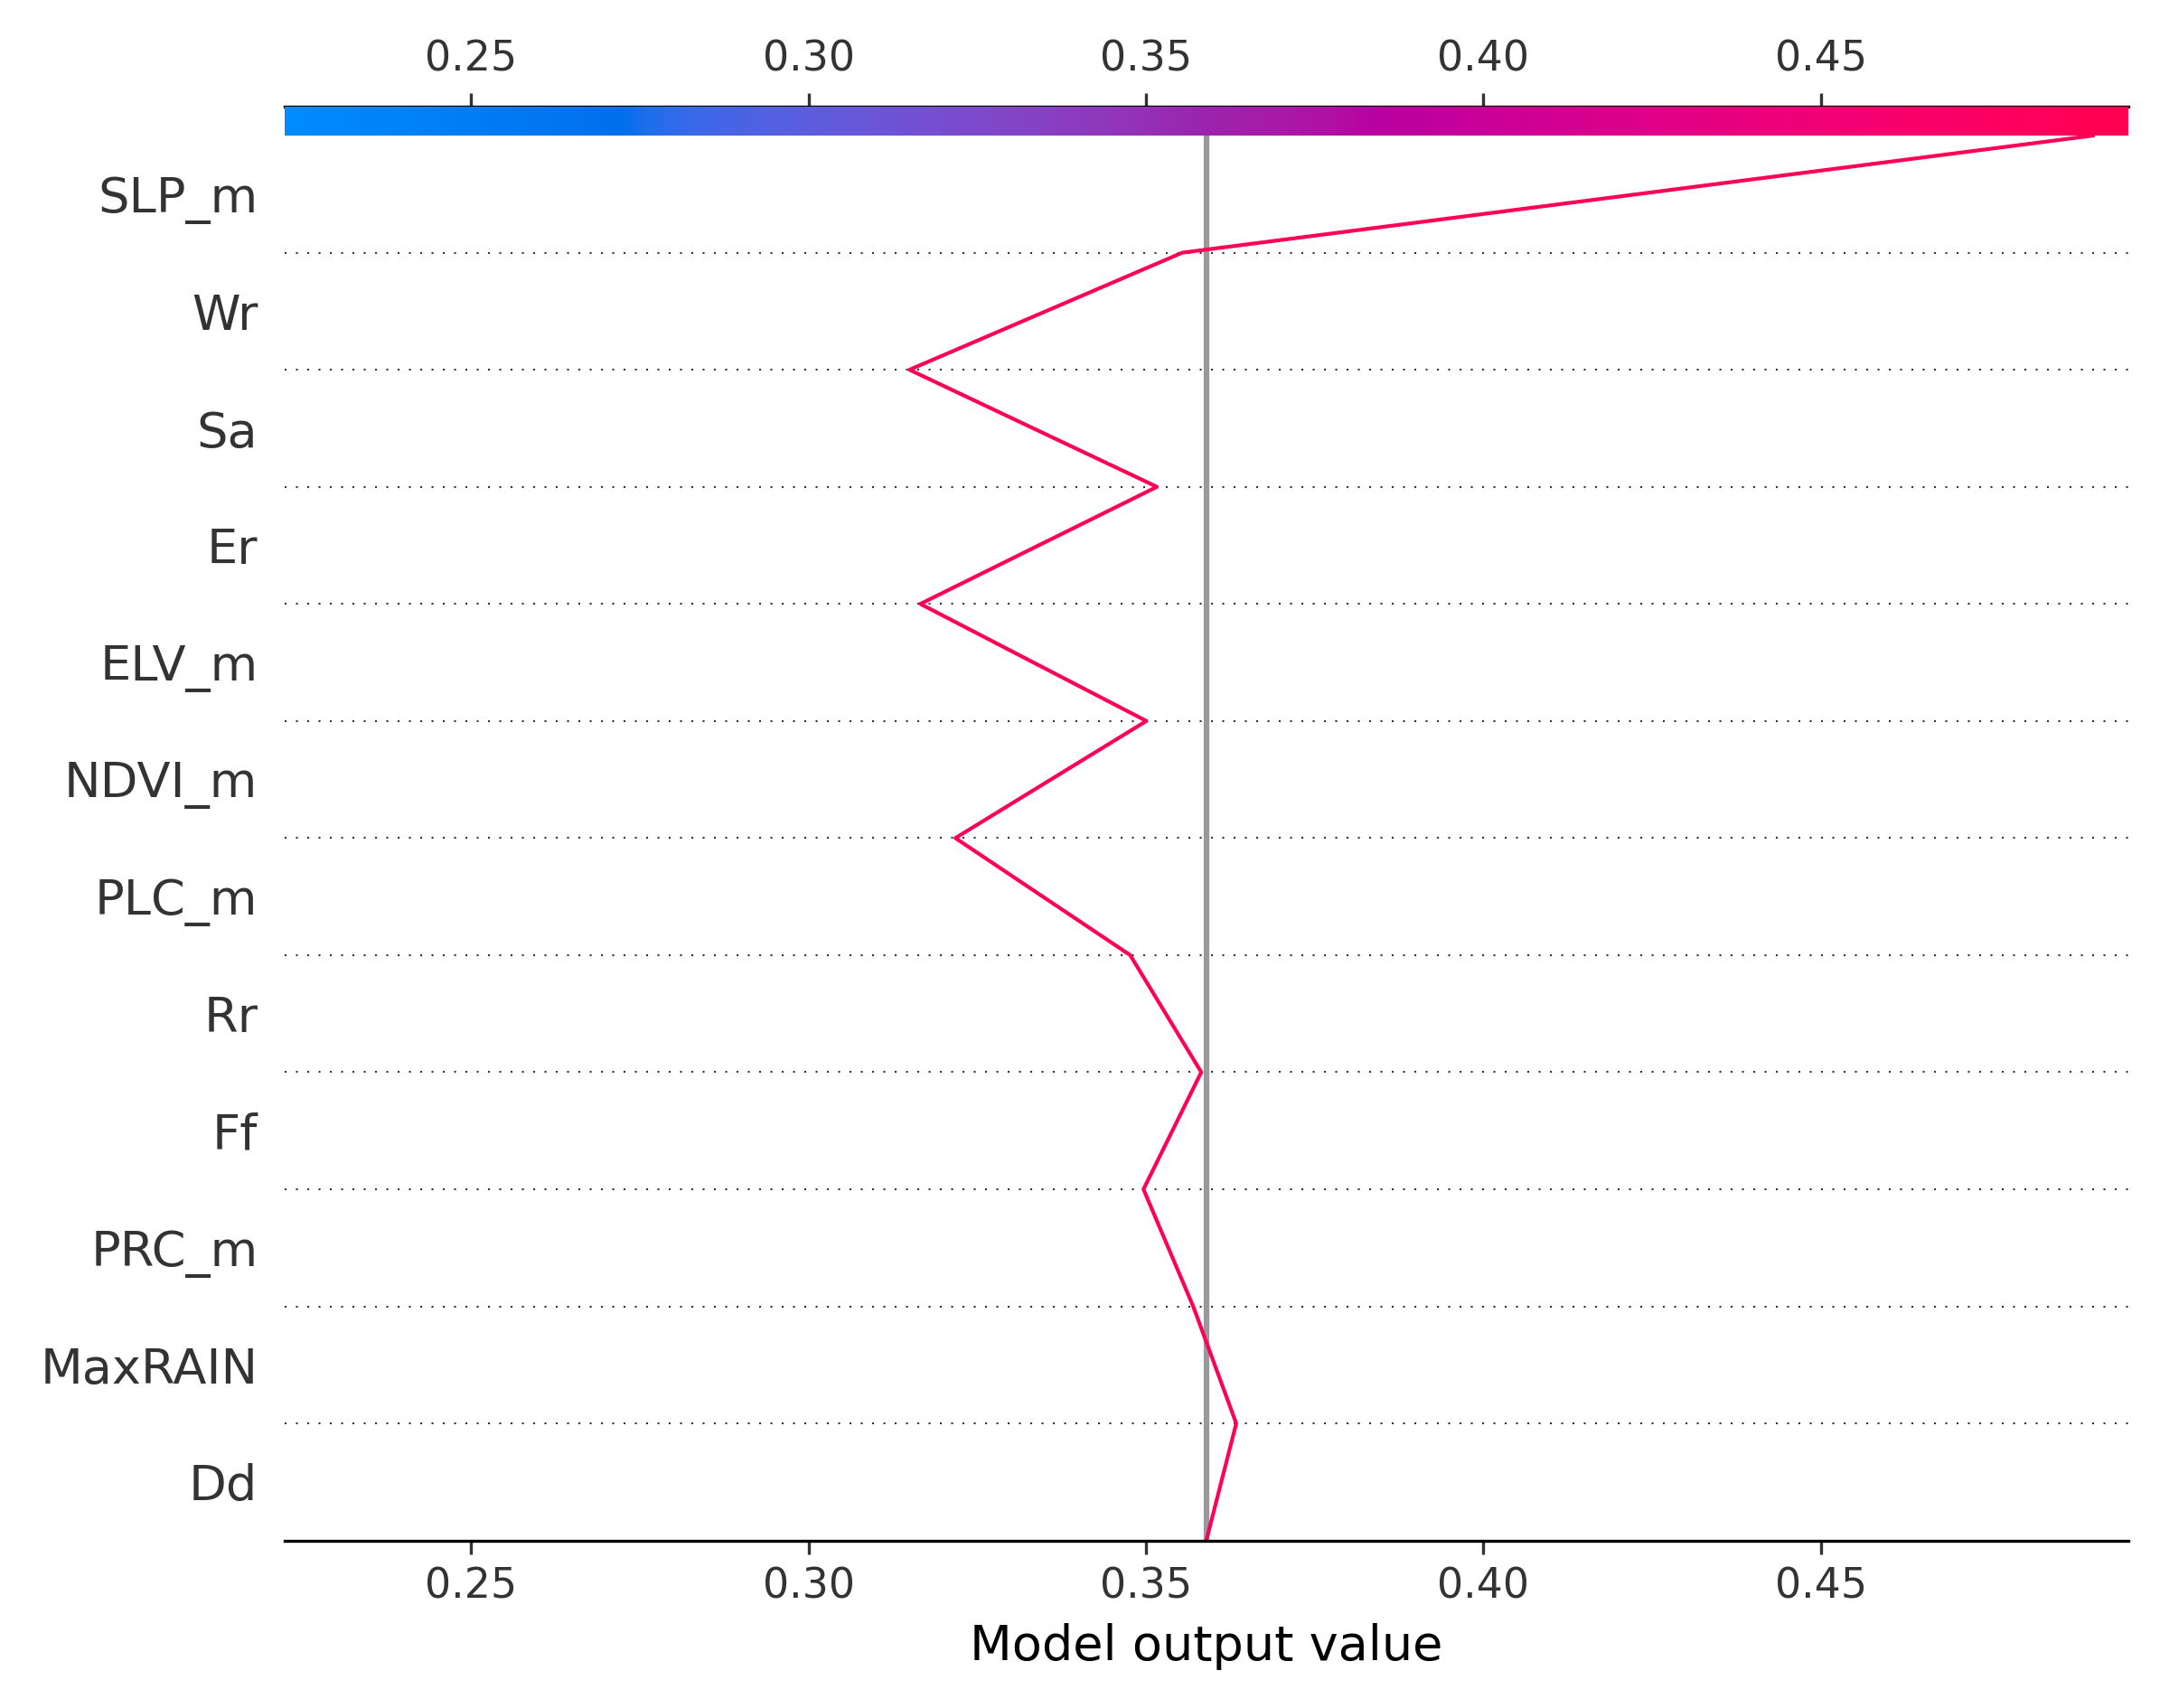 0.25 0.30 0.35 0.40 0.45
SLP_m
Wr
Sa
Er
ELV_m
NDVI_m
PLC_m
Rr
Ff
PRC_m
MaxRAIN
Dd
0.25 0.30 0.35 0.40 0.45
Model output value